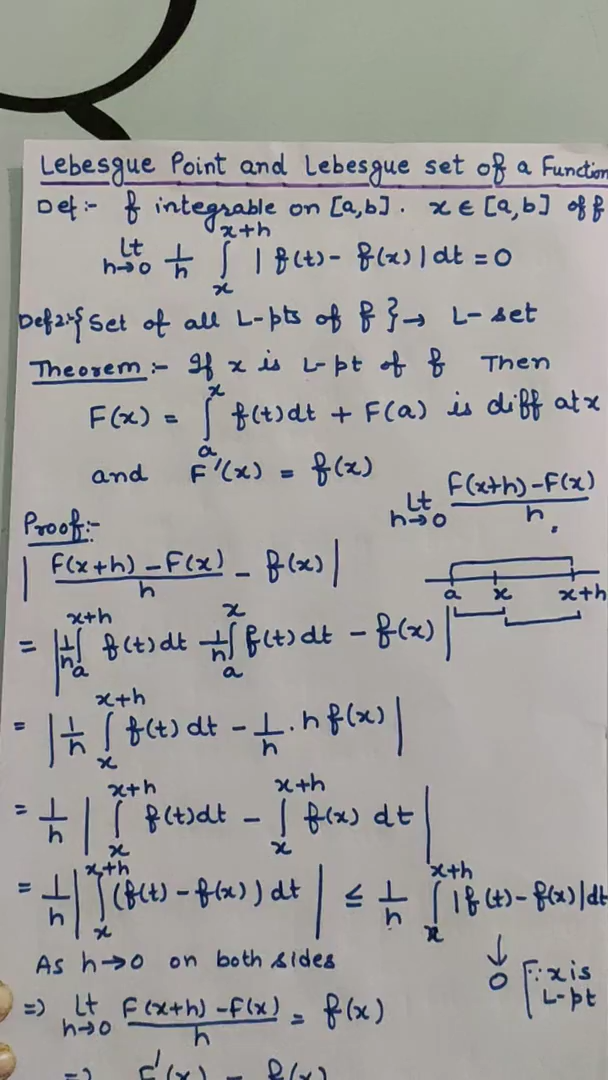 Lebesgue Point and Lebesgue set of a Function
Def:- f integrable on [a,b]. x ∈ [a,b] of f
Lt h→0 1/h ∫_x^{x+h} | f(t) - f(x) | dt = 0
Def2:- { Set of all L-pts of f } → L- set
Theorem:- If x is L-pt of f Then
F(x) = ∫_a^x f(t) dt + F(a) is diff at x
and F'(x) = f(x)
Lt h→0 (F(x+h) - F(x))/h .
Proof:-
| (F(x+h) - F(x))/h - f(x) |
a x x+h
= | 1/h ∫_a^{x+h} f(t) dt - 1/h ∫_a^x f(t) dt - f(x) |
= | 1/h ∫_x^{x+h} f(t) dt - 1/h . h f(x) |
= 1/h | ∫_x^{x+h} f(t) dt - ∫_x^{x+h} f(x) dt |
= 1/h | ∫_x^{x+h} (f(t) - f(x)) dt | ≤ 1/h ∫_x^{x+h} | f(t) - f(x) | dt
As h→0 on both sides
↓ 0 [∵ x is L-pt
=> Lt h→0 (F(x+h) - F(x))/h = f(x)
=> F'(x) = f(x)